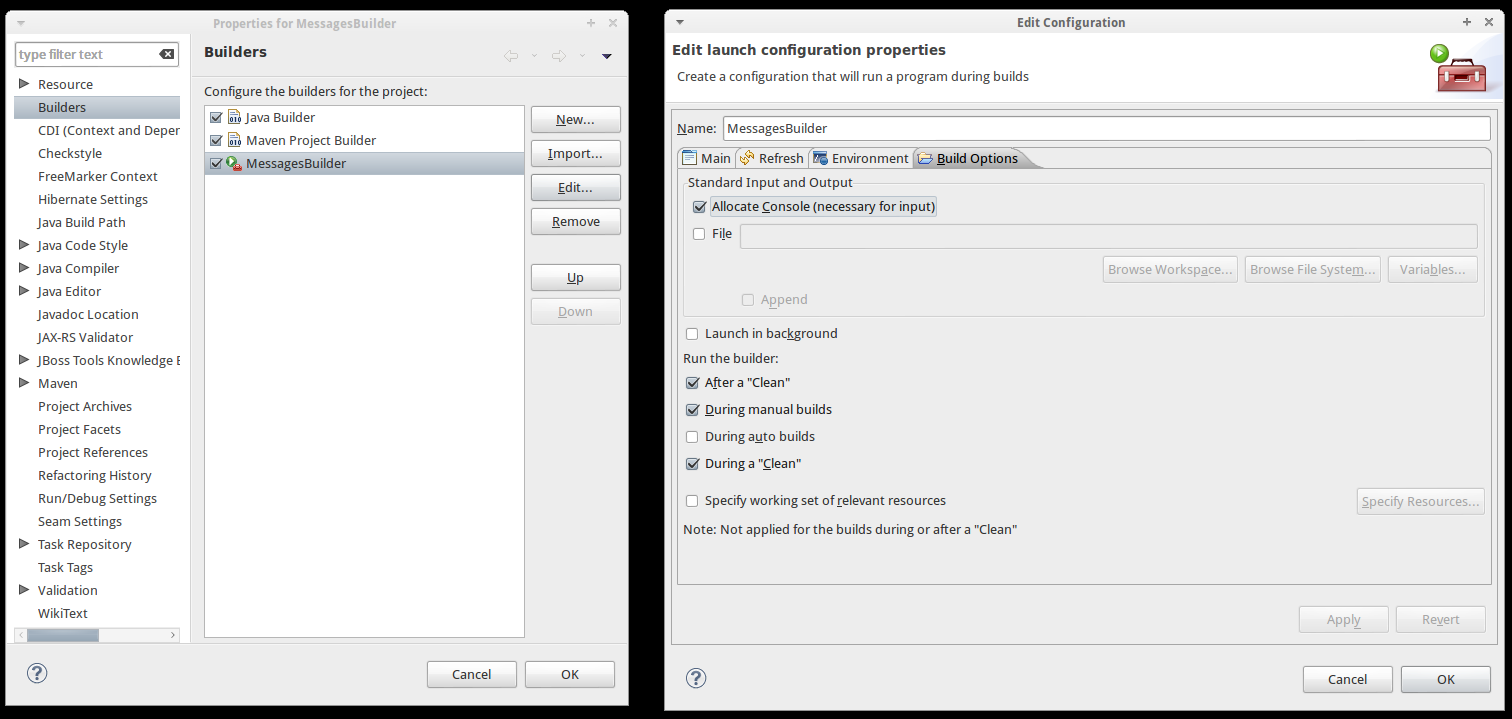 Properties for MessagesBuilder
type filter text
Resource
Builders
CDI (Context and Deper
Checkstyle
FreeMarker Context
Hibernate Settings
Java Build Path
Java Code Style
Java Compiler
Java Editor
Javadoc Location
JAX-RS Validator
JBoss Tools Knowledge E
Maven
Project Archives
Project Facets
Project References
Refactoring History
Run/Debug Settings
Seam Settings
Task Repository
Task Tags
Validation
WikiText
Builders
Configure the builders for the project:
Java Builder
Maven Project Builder
MessagesBuilder
New...
Import...
Edit...
Remove
Up
Down
Cancel
OK
Edit Configuration
Edit launch configuration properties
Create a configuration that will run a program during builds
Name: MessagesBuilder
Main Refresh Environment Build Options
Standard Input and Output
Allocate Console (necessary for input)
File
Browse Workspace... Browse File System... Variables...
Append
Launch in background
Run the builder:
After a "Clean"
During manual builds
During auto builds
During a "Clean"
Specify working set of relevant resources
Specify Resources...
Note: Not applied for the builds during or after a "Clean"
Apply Revert
Cancel OK